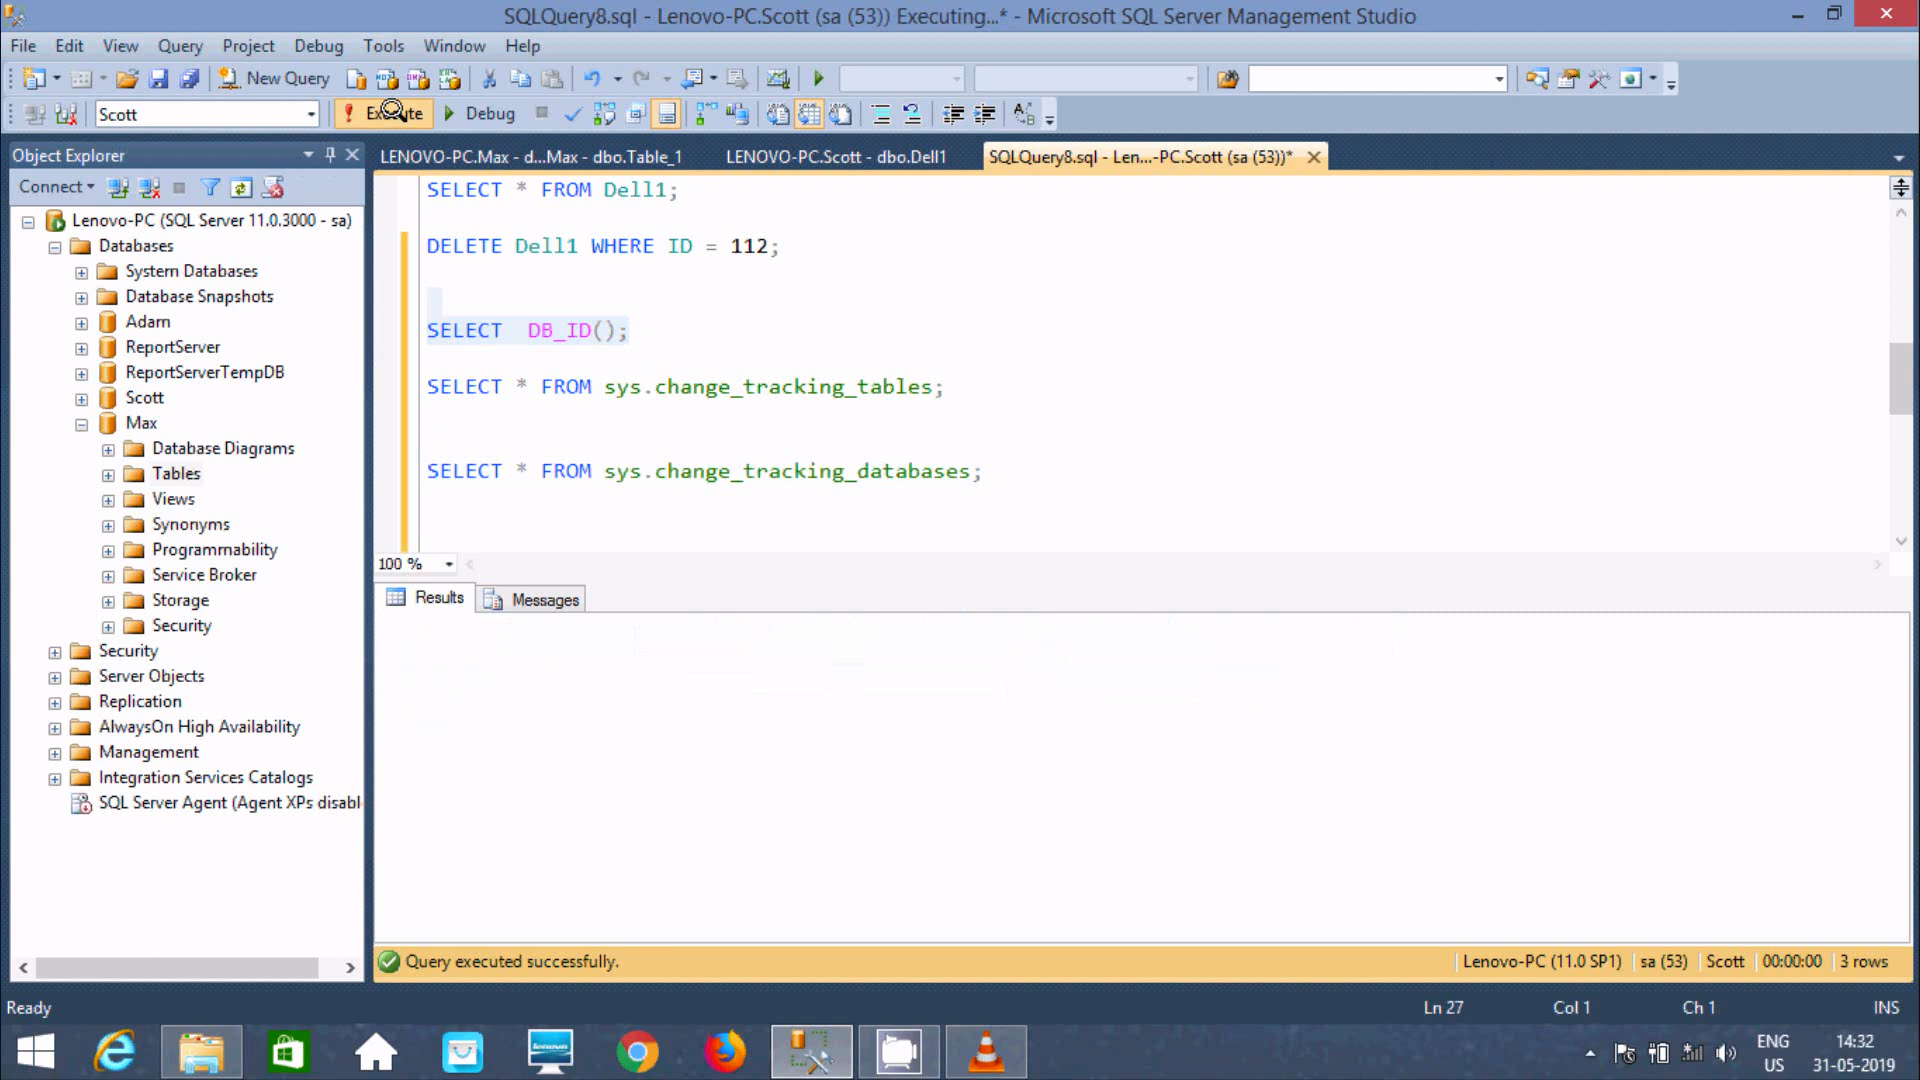 SQLQuery8.sql - Lenovo-PC.Scott (sa (53)) Executing...* - Microsoft SQL Server Management Studio
File Edit View Query Project Debug Tools Window Help
New Query
Scott Execute Debug
Object Explorer
LENOVO-PC.Max - d...Max - dbo.Table_1 LENOVO-PC.Scott - dbo.Dell1 SQLQuery8.sql - Len...-PC.Scott (sa (53))*
Connect
Lenovo-PC (SQL Server 11.0.3000 - sa)
Databases
System Databases
Database Snapshots
Adam
ReportServer
ReportServerTempDB
Scott
Max
Database Diagrams
Tables
Views
Synonyms
Programmability
Service Broker
Storage
Security
Security
Server Objects
Replication
AlwaysOn High Availability
Management
Integration Services Catalogs
SQL Server Agent (Agent XPs disabl
SELECT * FROM Dell1;
DELETE Dell1 WHERE ID = 112;
SELECT DB_ID();
SELECT * FROM sys.change_tracking_tables;
SELECT * FROM sys.change_tracking_databases;
100 %
Results Messages
Query executed successfully. Lenovo-PC (11.0 SP1) sa (53) Scott 00:00:00 3 rows
Ready Ln 27 Col 1 Ch 1 INS
ENG 14:32
US 31-05-2019